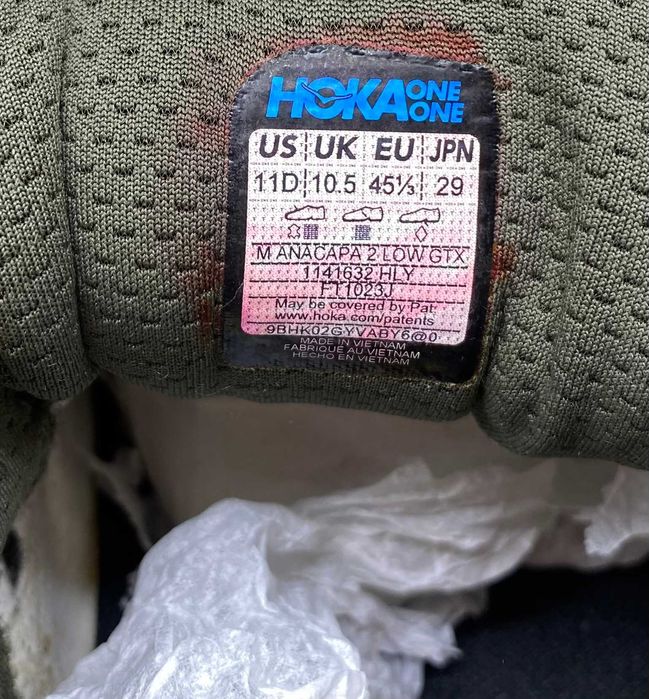 HOKA ONE ONE
US UK EU JPN
11D 10.5 45⅓ 29
M ANACAPA 2 LOW GTX
1141632 HLY
FT1023J
May be covered by Pat.
www.hoka.com/patents
9BHK02GYVABY6@0
MADE IN VIETNAM
FABRIQUÉ AU VIETNAM
HECHO EN VIETNAM